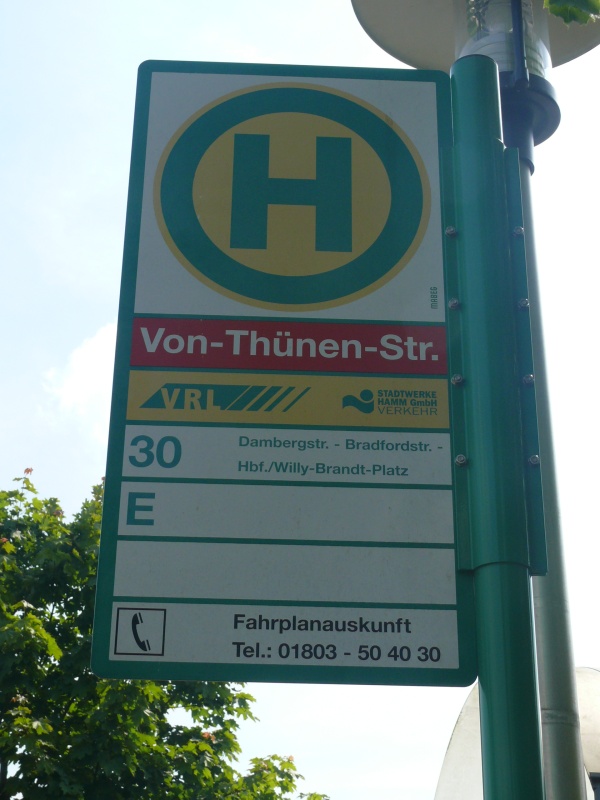 H
MABEG
Von-Thünen-Str.
VRL
STADTWERKE
HAMM GmbH
VERKEHR
30
Dambergstr. - Bradfordstr. -
Hbf./Willy-Brandt-Platz
E
Fahrplanauskunft
Tel.: 01803 - 50 40 30